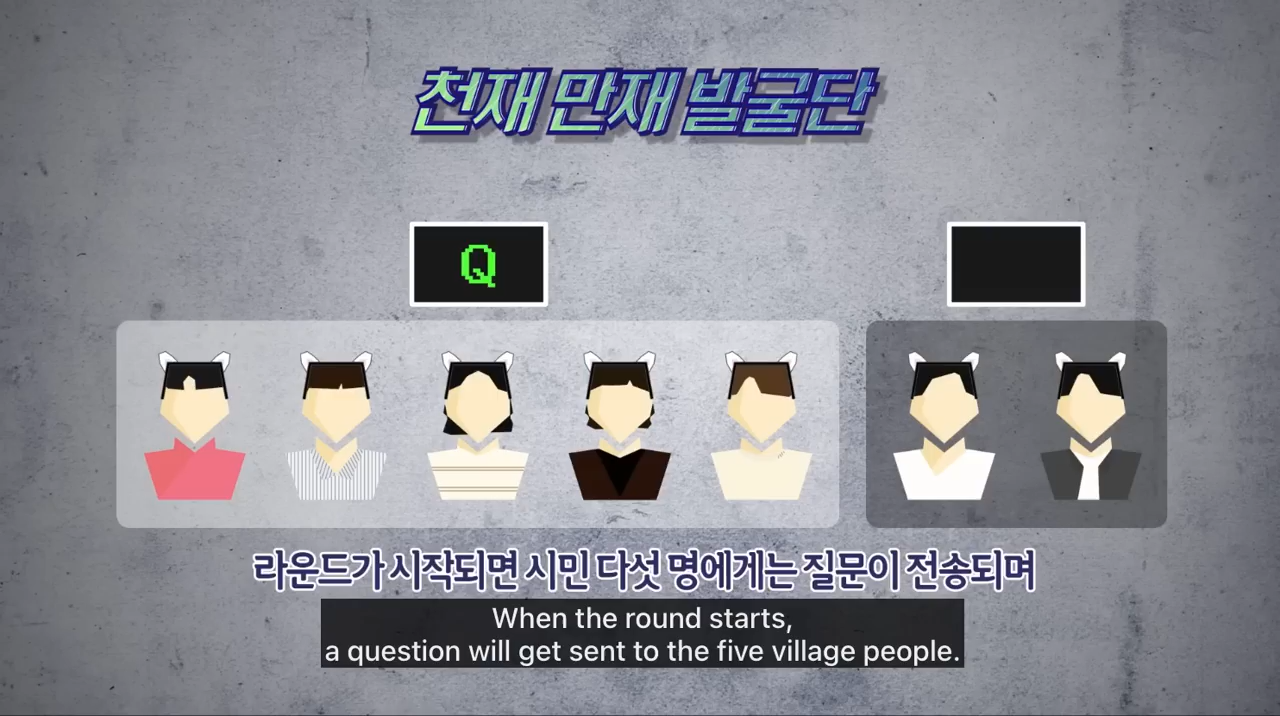 천재 만재 발굴단
Q
라운드가 시작되면 시민 다섯 명에게는 질문이 전송되며
When the round starts,
a question will get sent to the five village people.